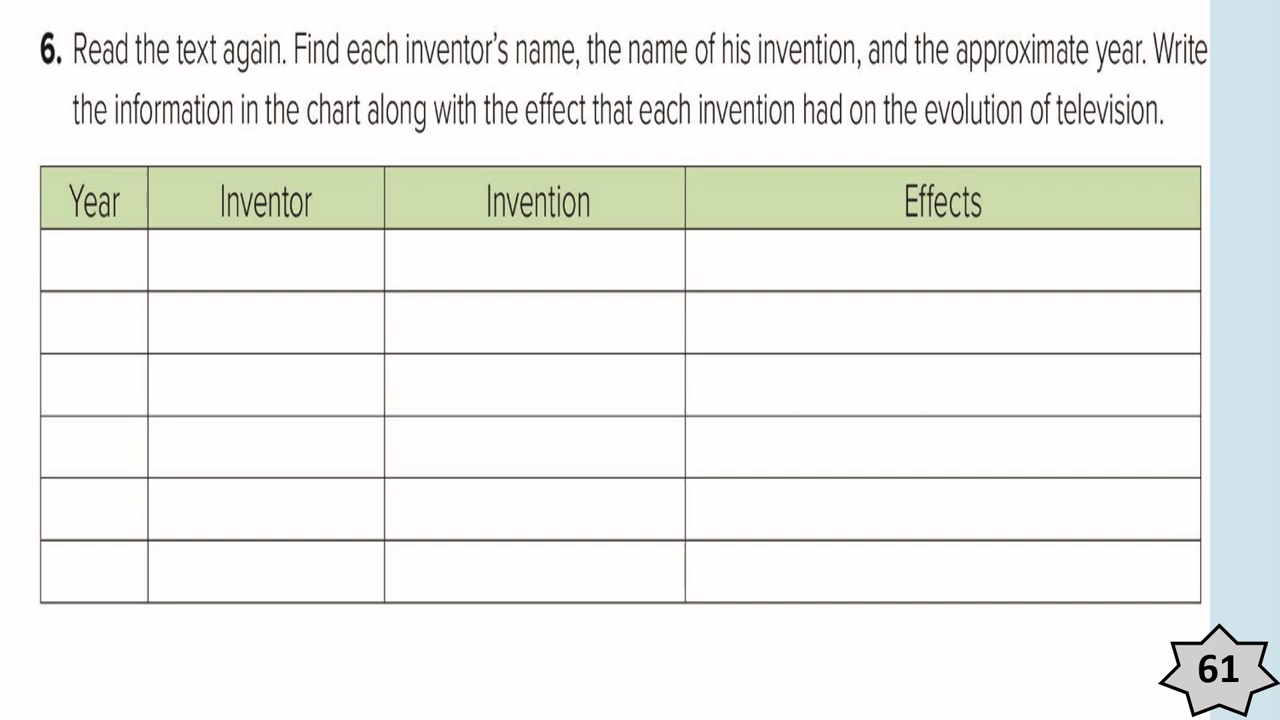 6. Read the text again. Find each inventor's name, the name of his invention, and the approximate year. Write
the information in the chart along with the effect that each invention had on the evolution of television.
Year Inventor Invention Effects
61